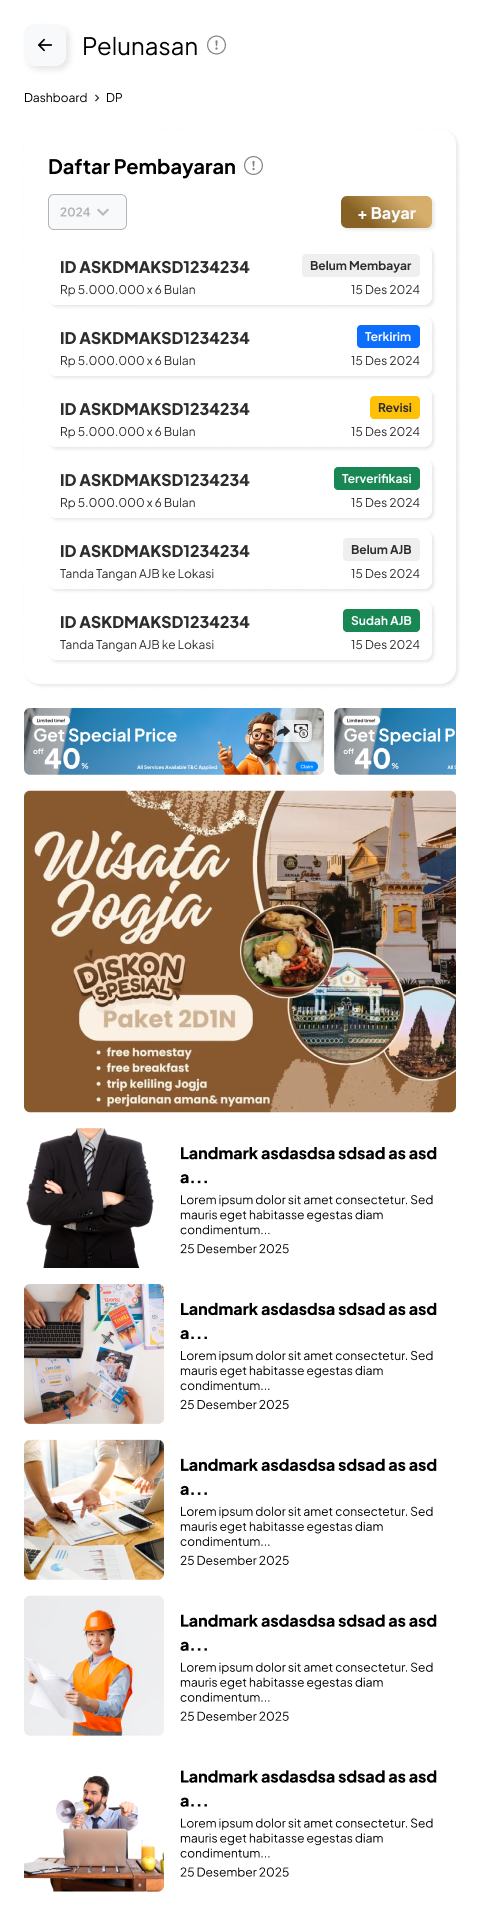 Pelunasan
Dashboard > DP
Daftar Pembayaran
2024
+ Bayar
ID ASKDMAKSD1234234
Belum Membayar
Rp 5.000.000 x 6 Bulan
15 Des 2024
ID ASKDMAKSD1234234
Terkirim
Rp 5.000.000 x 6 Bulan
15 Des 2024
ID ASKDMAKSD1234234
Revisi
Rp 5.000.000 x 6 Bulan
15 Des 2024
ID ASKDMAKSD1234234
Terverifikasi
Rp 5.000.000 x 6 Bulan
15 Des 2024
ID ASKDMAKSD1234234
Belum AJB
Tanda Tangan AJB ke Lokasi
15 Des 2024
ID ASKDMAKSD1234234
Sudah AJB
Tanda Tangan AJB ke Lokasi
15 Des 2024
Limited time!
Get Special Price
off
40%
All Services Available T&C Applied
Claim
Limited time!
Get Special P
off
40%
Wisata
Jogja
DISKON
SPESIAL
Paket 2D1N
• free homestay
• free breakfast
• trip keliling Jogja
• perjalanan aman& nyaman
Landmark asdasdsa sdsad as asd
a...
Lorem ipsum dolor sit amet consectetur. Sed
mauris eget habitasse egestas diam
condimentum...
25 Desember 2025
Landmark asdasdsa sdsad as asd
a...
Lorem ipsum dolor sit amet consectetur. Sed
mauris eget habitasse egestas diam
condimentum...
25 Desember 2025
Landmark asdasdsa sdsad as asd
a...
Lorem ipsum dolor sit amet consectetur. Sed
mauris eget habitasse egestas diam
condimentum...
25 Desember 2025
Landmark asdasdsa sdsad as asd
a...
Lorem ipsum dolor sit amet consectetur. Sed
mauris eget habitasse egestas diam
condimentum...
25 Desember 2025
Landmark asdasdsa sdsad as asd
a...
Lorem ipsum dolor sit amet consectetur. Sed
mauris eget habitasse egestas diam
condimentum...
25 Desember 2025